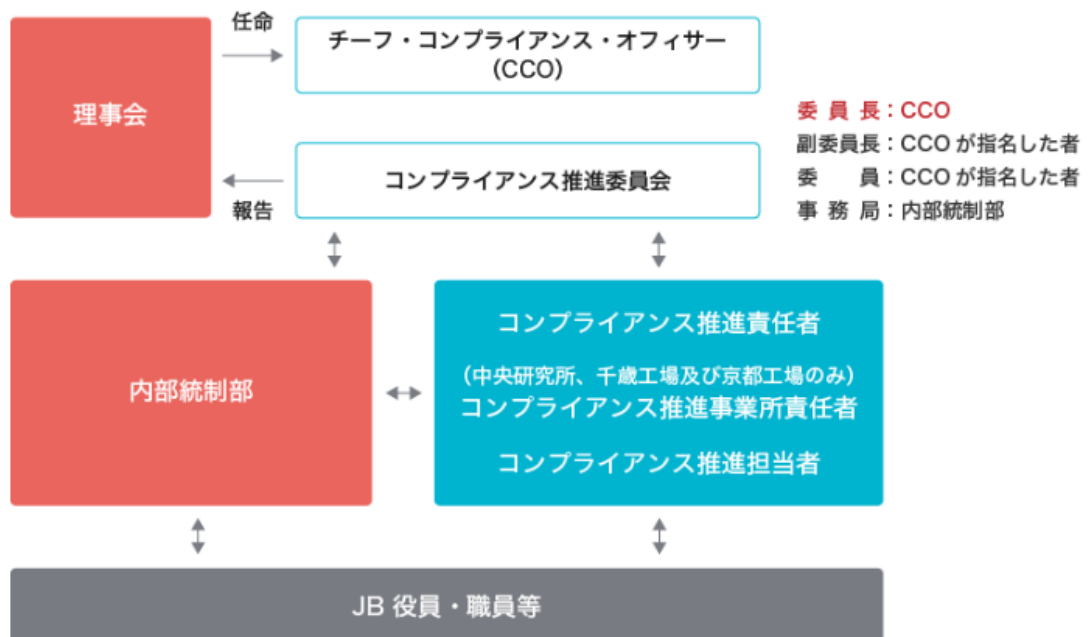 任命
チーフ・コンプライアンス・オフィサー
(CCO)
理事会
委員長：CCO
副委員長：CCO が指名した者
委員：CCO が指名した者
事務局：内部統制部
コンプライアンス推進委員会
報告
内部統制部
コンプライアンス推進責任者
（中央研究所、千歳工場及び京都工場のみ）
コンプライアンス推進事業所責任者
コンプライアンス推進担当者
JB 役員・職員等